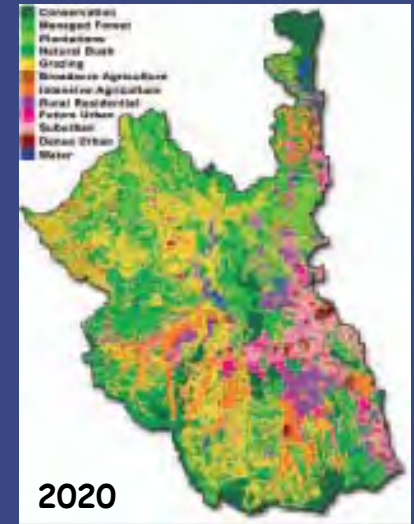 Conservation
Managed Forest
Plantations
Natural Bush
Grazing
Broadacre Agriculture
Intensive Agriculture
Rural Residential
Future Urban
Suburban
Dense Urban
Water
2020